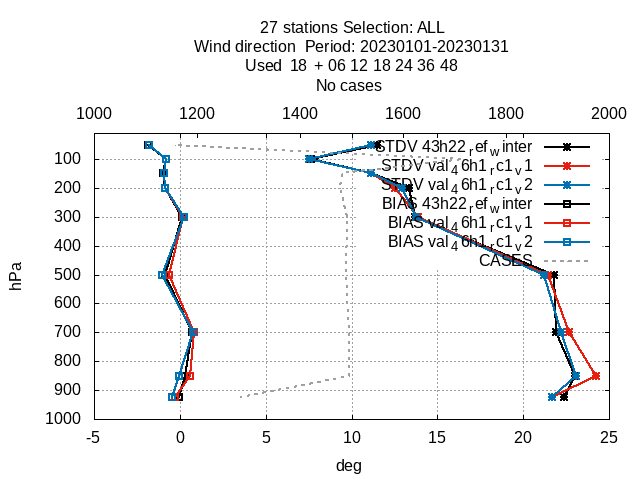 27 stations Selection: ALL
Wind direction  Period: 20230101-20230131
Used  18  + 06 12 18 24 36 48
No cases
1000 1200 1400 1600 1800 2000
STDV 43h22_ref_winter
STDV val_46h1_rc1_v1
STDV val_46h1_rc1_v2
BIAS 43h22_ref_winter
BIAS val_46h1_rc1_v1
BIAS val_46h1_rc1_v2
CASES
100
200
300
400
500
600
700
800
900
1000
hPa
-5 0 5 10 15 20 25
deg